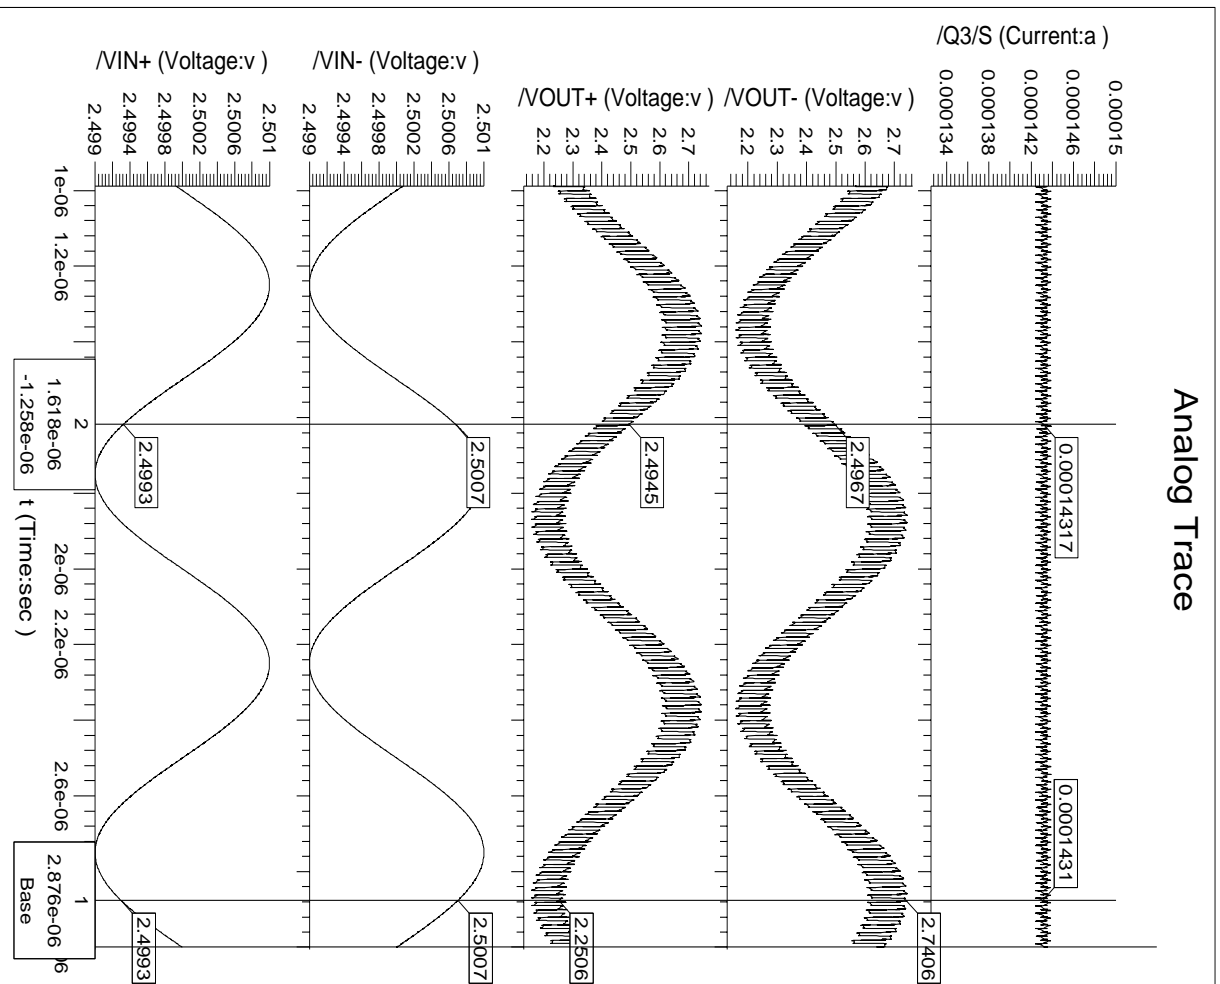 Analog Trace
/Q3/S (Current:a )
0.00015
0.000146
0.000142
0.000138
0.000134
0.00014317
0.0001431
/VOUT- (Voltage:v )
2.7
2.6
2.5
2.4
2.3
2.2
2.4967
2.7406
/VOUT+ (Voltage:v )
2.7
2.6
2.5
2.4
2.3
2.2
2.4945
2.2506
/VIN- (Voltage:v )
2.501
2.5006
2.5002
2.4998
2.4994
2.499
2.5007
2.5007
/VIN+ (Voltage:v )
2.501
2.5006
2.5002
2.4998
2.4994
2.499
2.4993
2.4993
1e-06
1.2e-06
2
2e-06
2.2e-06
2.6e-06
1
1.618e-06
-1.258e-06
2.876e-06
Base
t (Time:sec )